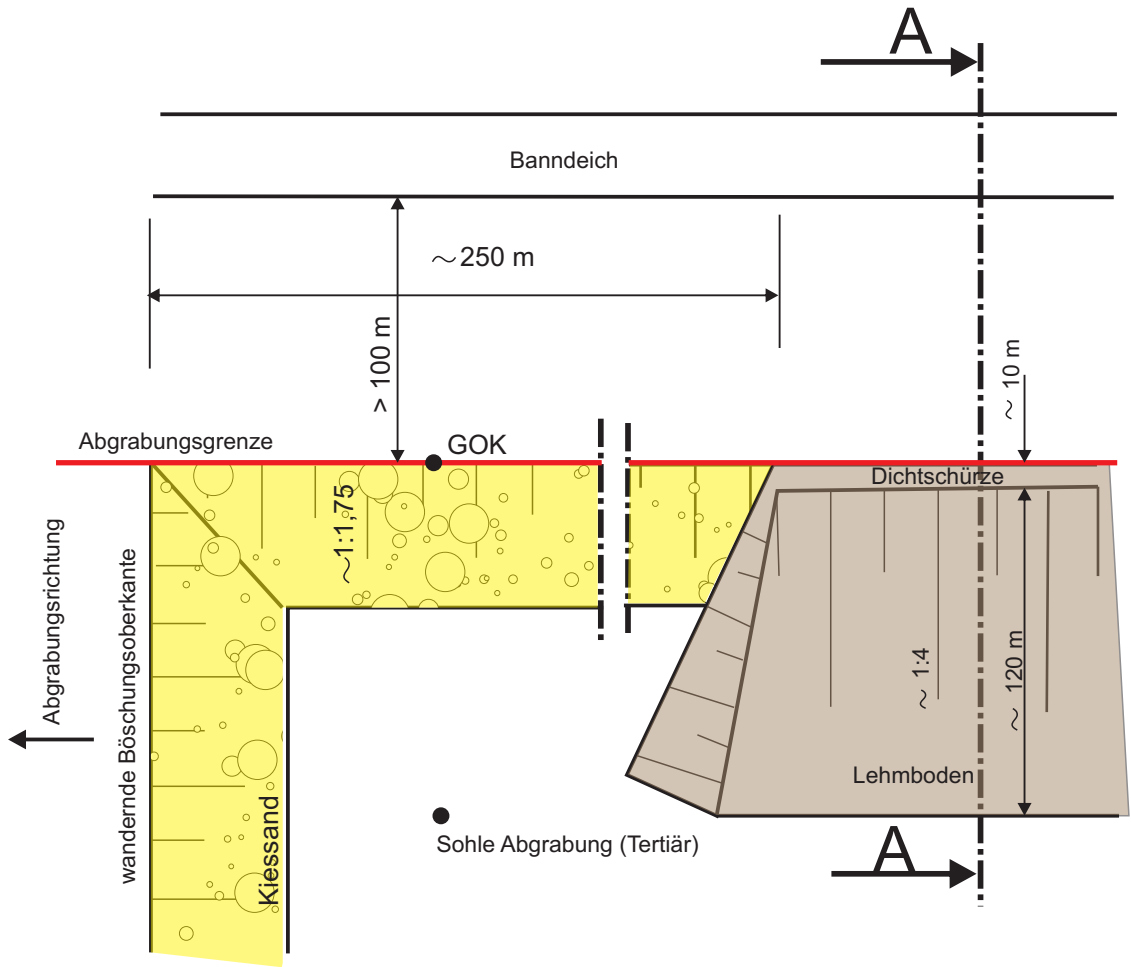 A
Banndeich
~250 m
> 100 m
~ 10 m
Abgrabungsgrenze
GOK
Dichtschürze
~1:1,75
Abgrabungsrichtung
wandernde Böschungsoberkante
~ 1:4
~ 120 m
Lehmboden
Kiessand
Sohle Abgrabung (Tertiär)
A